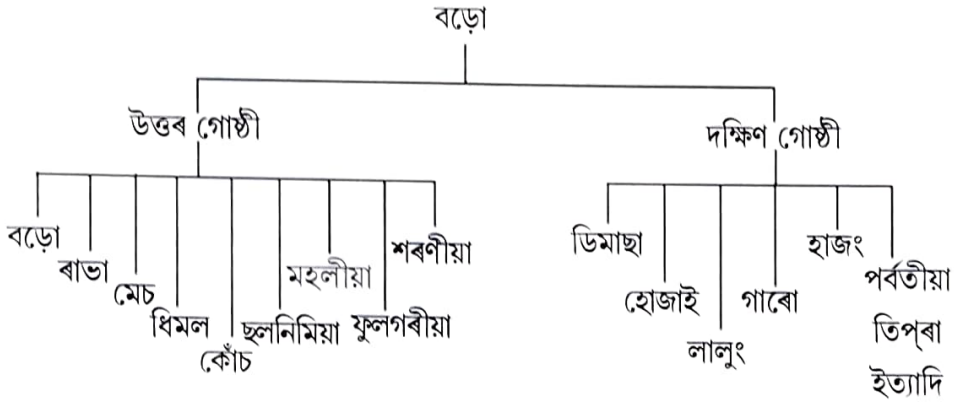 বড়ো
উত্তৰ গোষ্ঠী
দক্ষিণ গোষ্ঠী
বড়ো
ৰাভা
মেচ
ধিমল
কোঁচ
ছলনিমিয়া
মহলীয়া
ফুলগৰীয়া
শৰণীয়া
ডিমাছা
হোজাই
লালুং
গাৰো
হাজং
পৰ্বতীয়া
তিপ্ৰা
ইত্যাদি